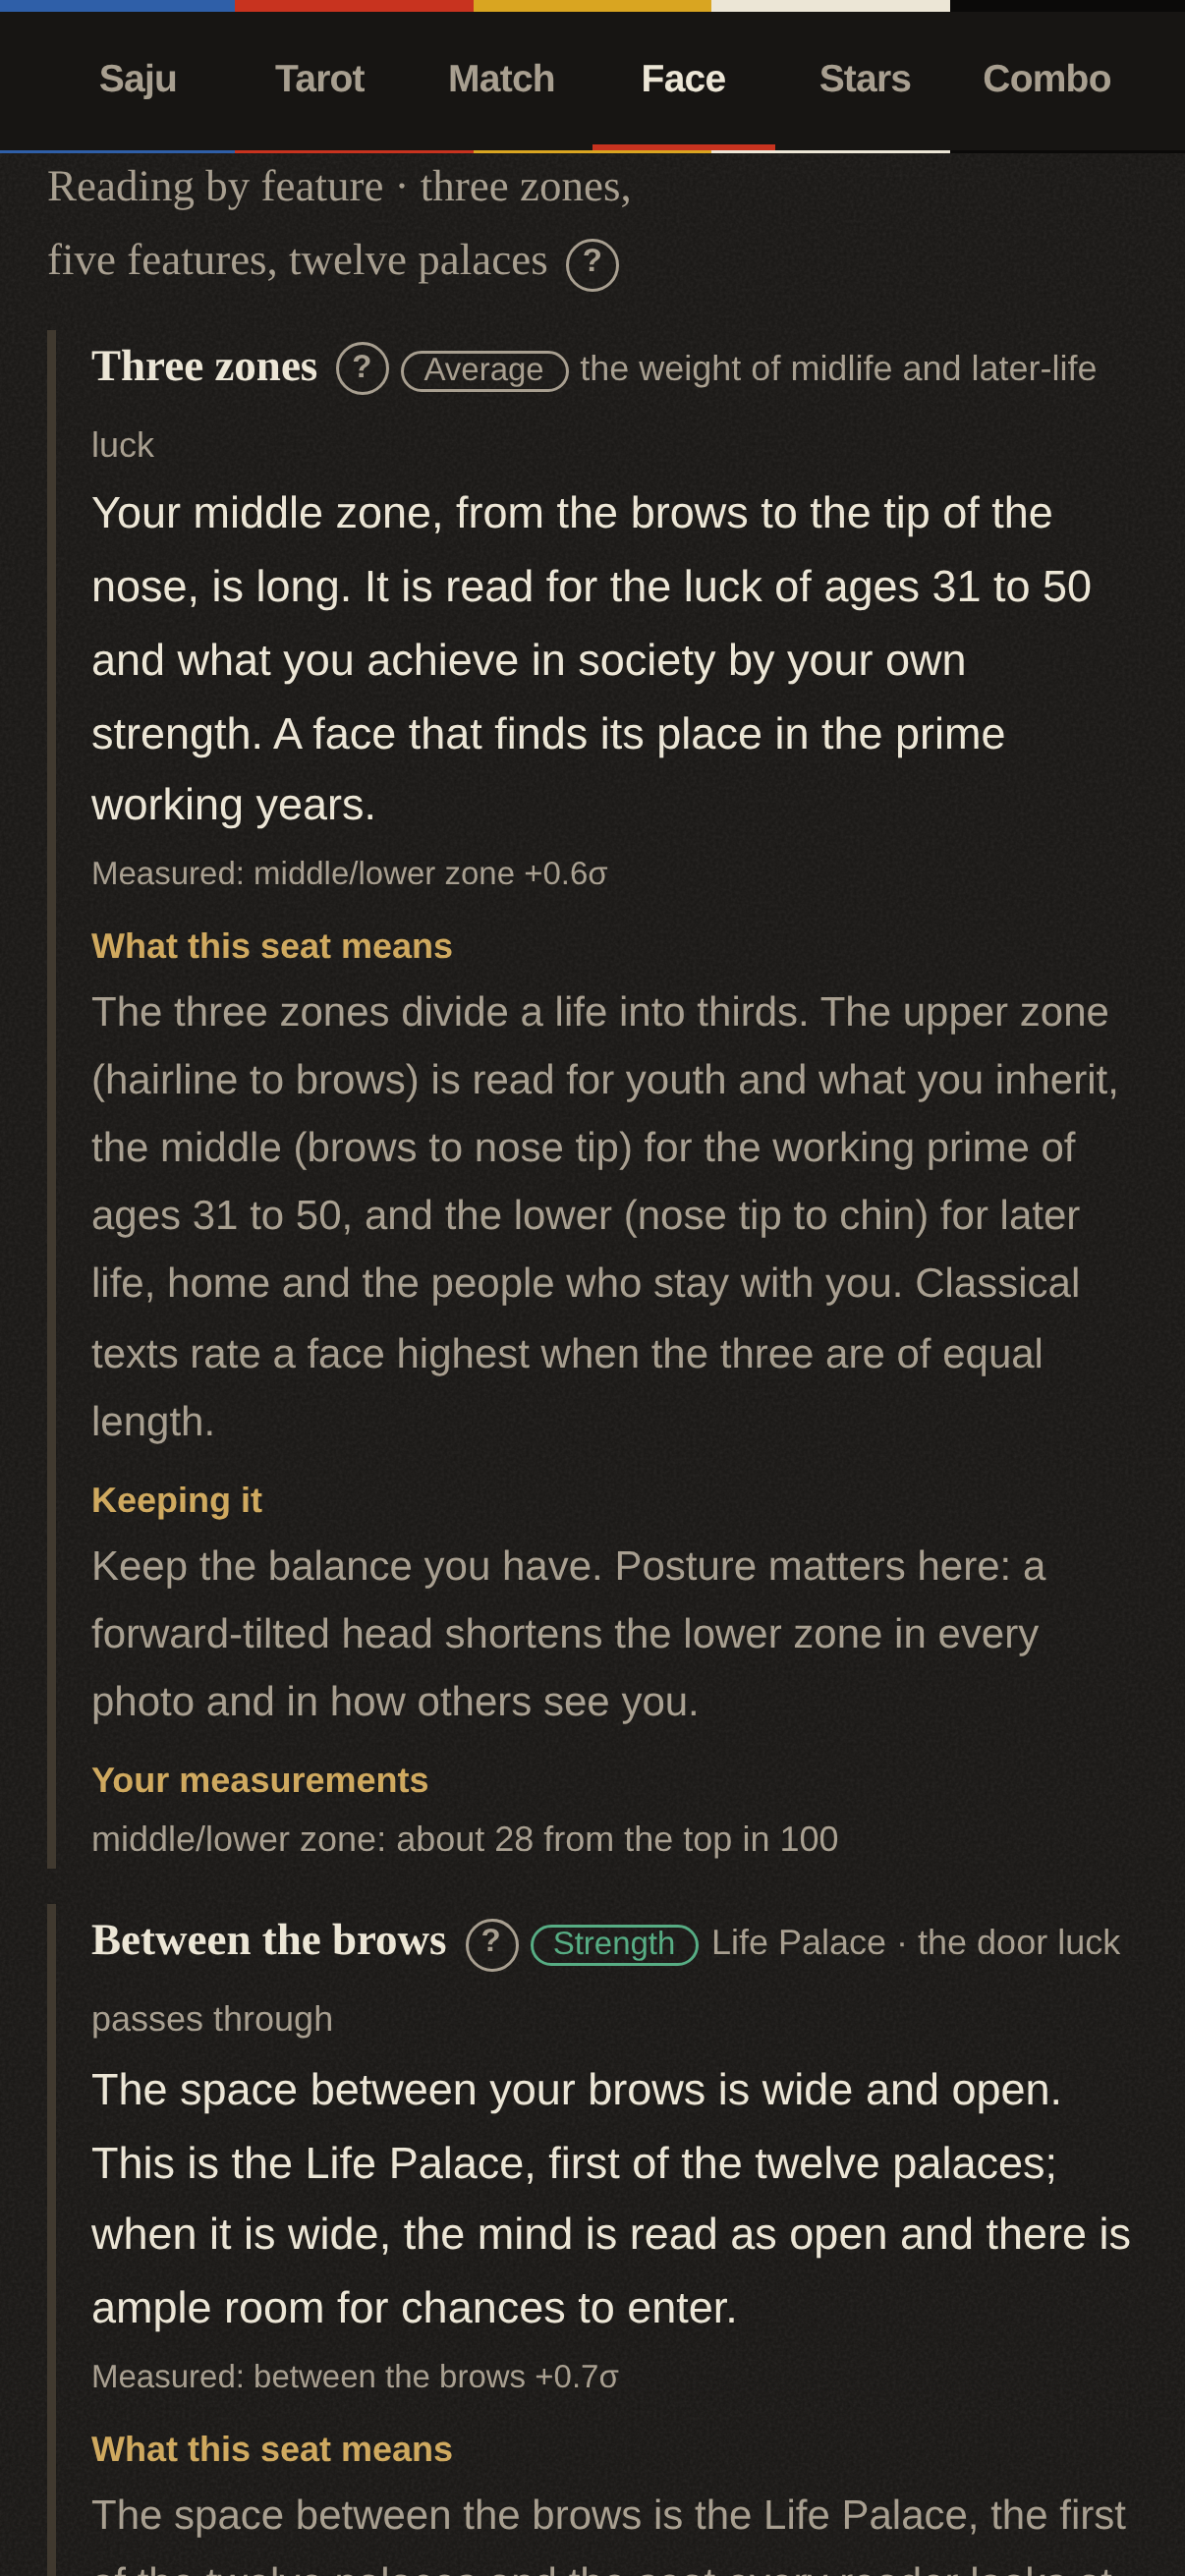 Saju Tarot Match Face Stars Combo
Reading by feature · three zones,
five features, twelve palaces ?
Three zones ? Average the weight of midlife and later-life
luck
Your middle zone, from the brows to the tip of the
nose, is long. It is read for the luck of ages 31 to 50
and what you achieve in society by your own
strength. A face that finds its place in the prime
working years.
Measured: middle/lower zone +0.6σ
What this seat means
The three zones divide a life into thirds. The upper zone
(hairline to brows) is read for youth and what you inherit,
the middle (brows to nose tip) for the working prime of
ages 31 to 50, and the lower (nose tip to chin) for later
life, home and the people who stay with you. Classical
texts rate a face highest when the three are of equal
length.
Keeping it
Keep the balance you have. Posture matters here: a
forward-tilted head shortens the lower zone in every
photo and in how others see you.
Your measurements
middle/lower zone: about 28 from the top in 100
Between the brows ? Strength Life Palace · the door luck
passes through
The space between your brows is wide and open.
This is the Life Palace, first of the twelve palaces;
when it is wide, the mind is read as open and there is
ample room for chances to enter.
Measured: between the brows +0.7σ
What this seat means
The space between the brows is the Life Palace, the first